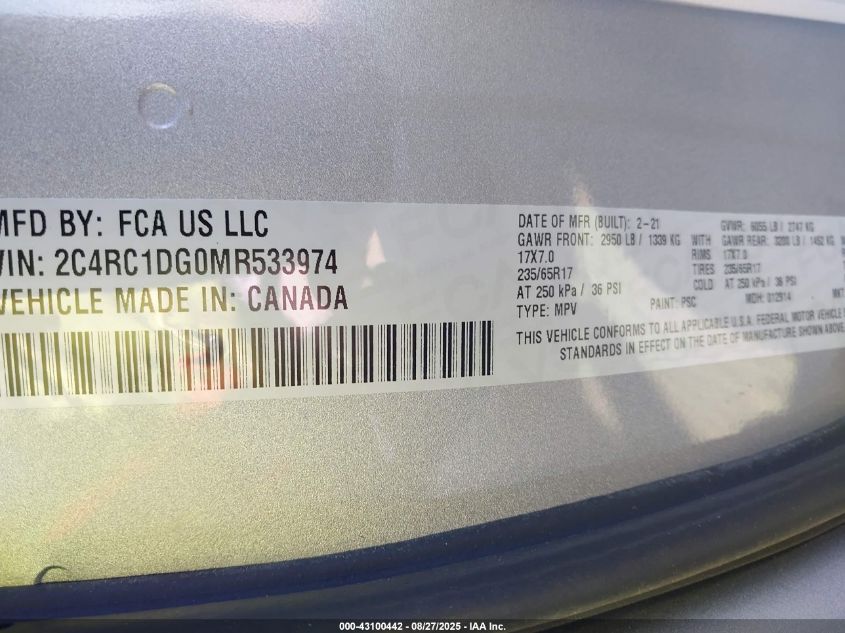 MFD BY: FCA US LLC
VIN: 2C4RC1DG0MR533974
VEHICLE MADE IN: CANADA
DATE OF MFR (BUILT): 2-21 GVWR: 6055 LB / 2747 KG
GAWR FRONT: 2950 LB / 1339 KG WITH GAWR REAR: 3200 LB / 1452 KG
17X7.0 RIMS 17X7.0
235/65R17 TIRES 235/65R17
AT 250 kPa / 36 PSI COLD AT 250 kPa / 36 PSI
TYPE: MPV PAINT: PSC MDH: 012914 MKT
THIS VEHICLE CONFORMS TO ALL APPLICABLE U.S.A. FEDERAL MOTOR VEHICLE
STANDARDS IN EFFECT ON THE DATE OF MANUFACTURE SHOWN ABOVE
000-43100442 - 08/27/2025 - IAA Inc.